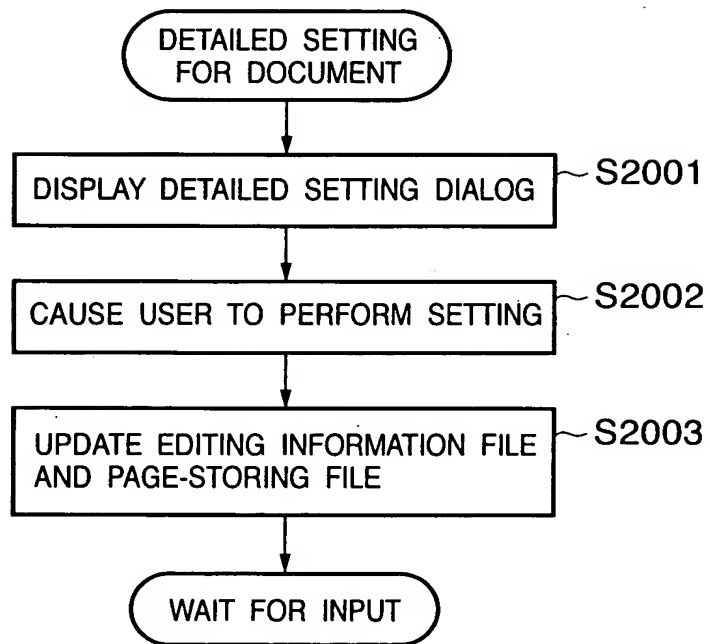 DETAILED SETTING
FOR DOCUMENT
DISPLAY DETAILED SETTING DIALOG
S2001
CAUSE USER TO PERFORM SETTING
S2002
UPDATE EDITING INFORMATION FILE
AND PAGE-STORING FILE
S2003
WAIT FOR INPUT